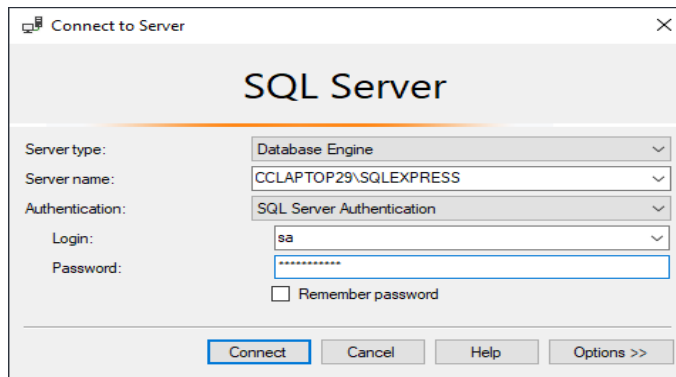 Connect to Server
SQL Server
Server type: Database Engine
Server name: CCLAPTOP29\SQLEXPRESS
Authentication: SQL Server Authentication
Login: sa
Password: ***********
Remember password
Connect Cancel Help Options >>